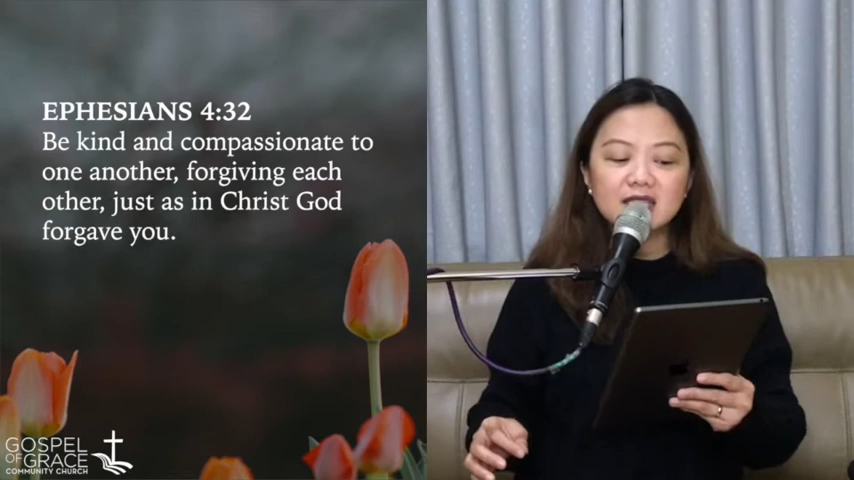 EPHESIANS 4:32
Be kind and compassionate to
one another, forgiving each
other, just as in Christ God
forgave you.
GOSPEL
OF GRACE
COMMUNITY CHURCH